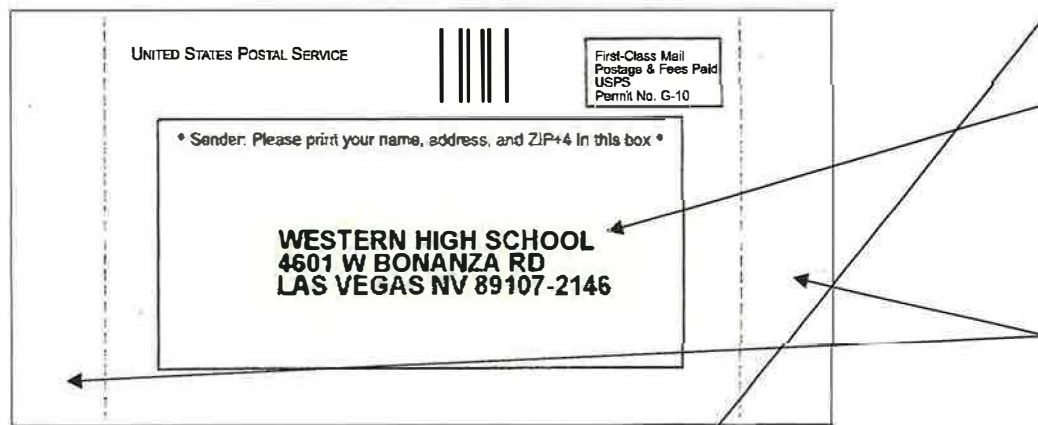 UNITED STATES POSTAL SERVICE
First-Class Mail
Postage & Fees Paid
USPS
Permit No. G-10
* Sender: Please print your name, address, and ZIP+4 in this box *
WESTERN HIGH SCHOOL
4601 W BONANZA RD
LAS VEGAS NV 89107-2146